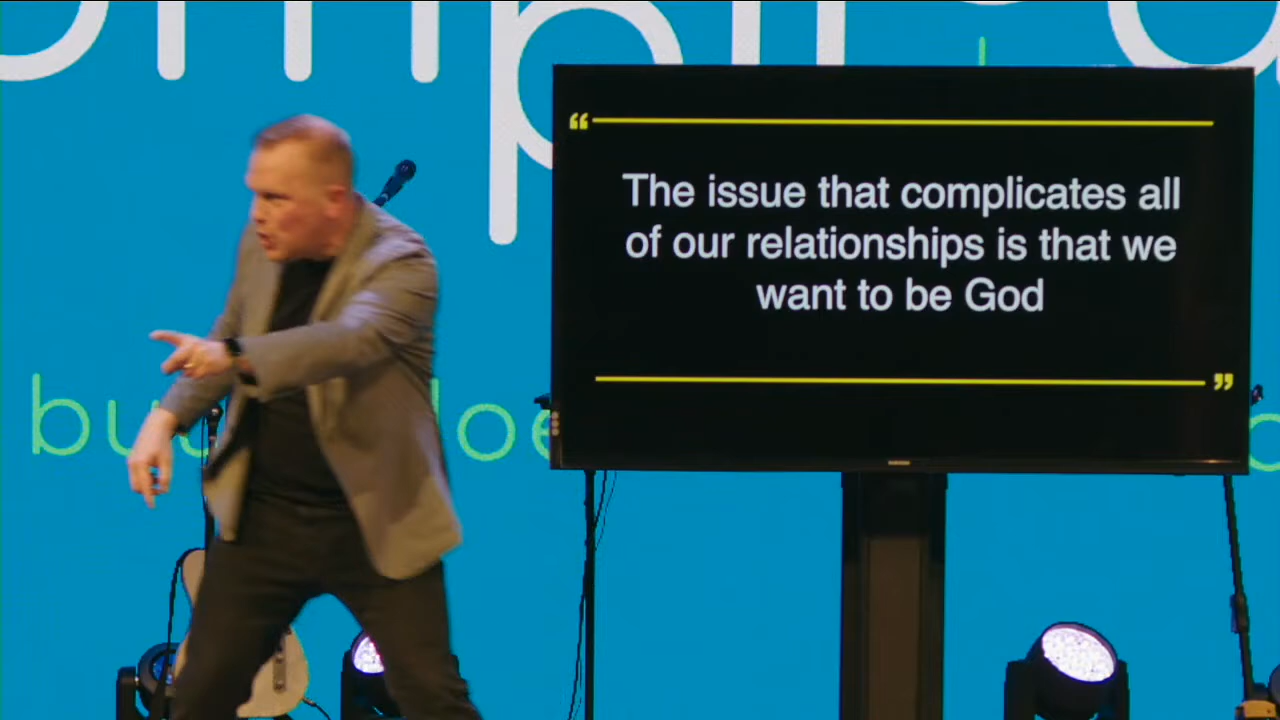 “
The issue that complicates all
of our relationships is that we
want to be God
”